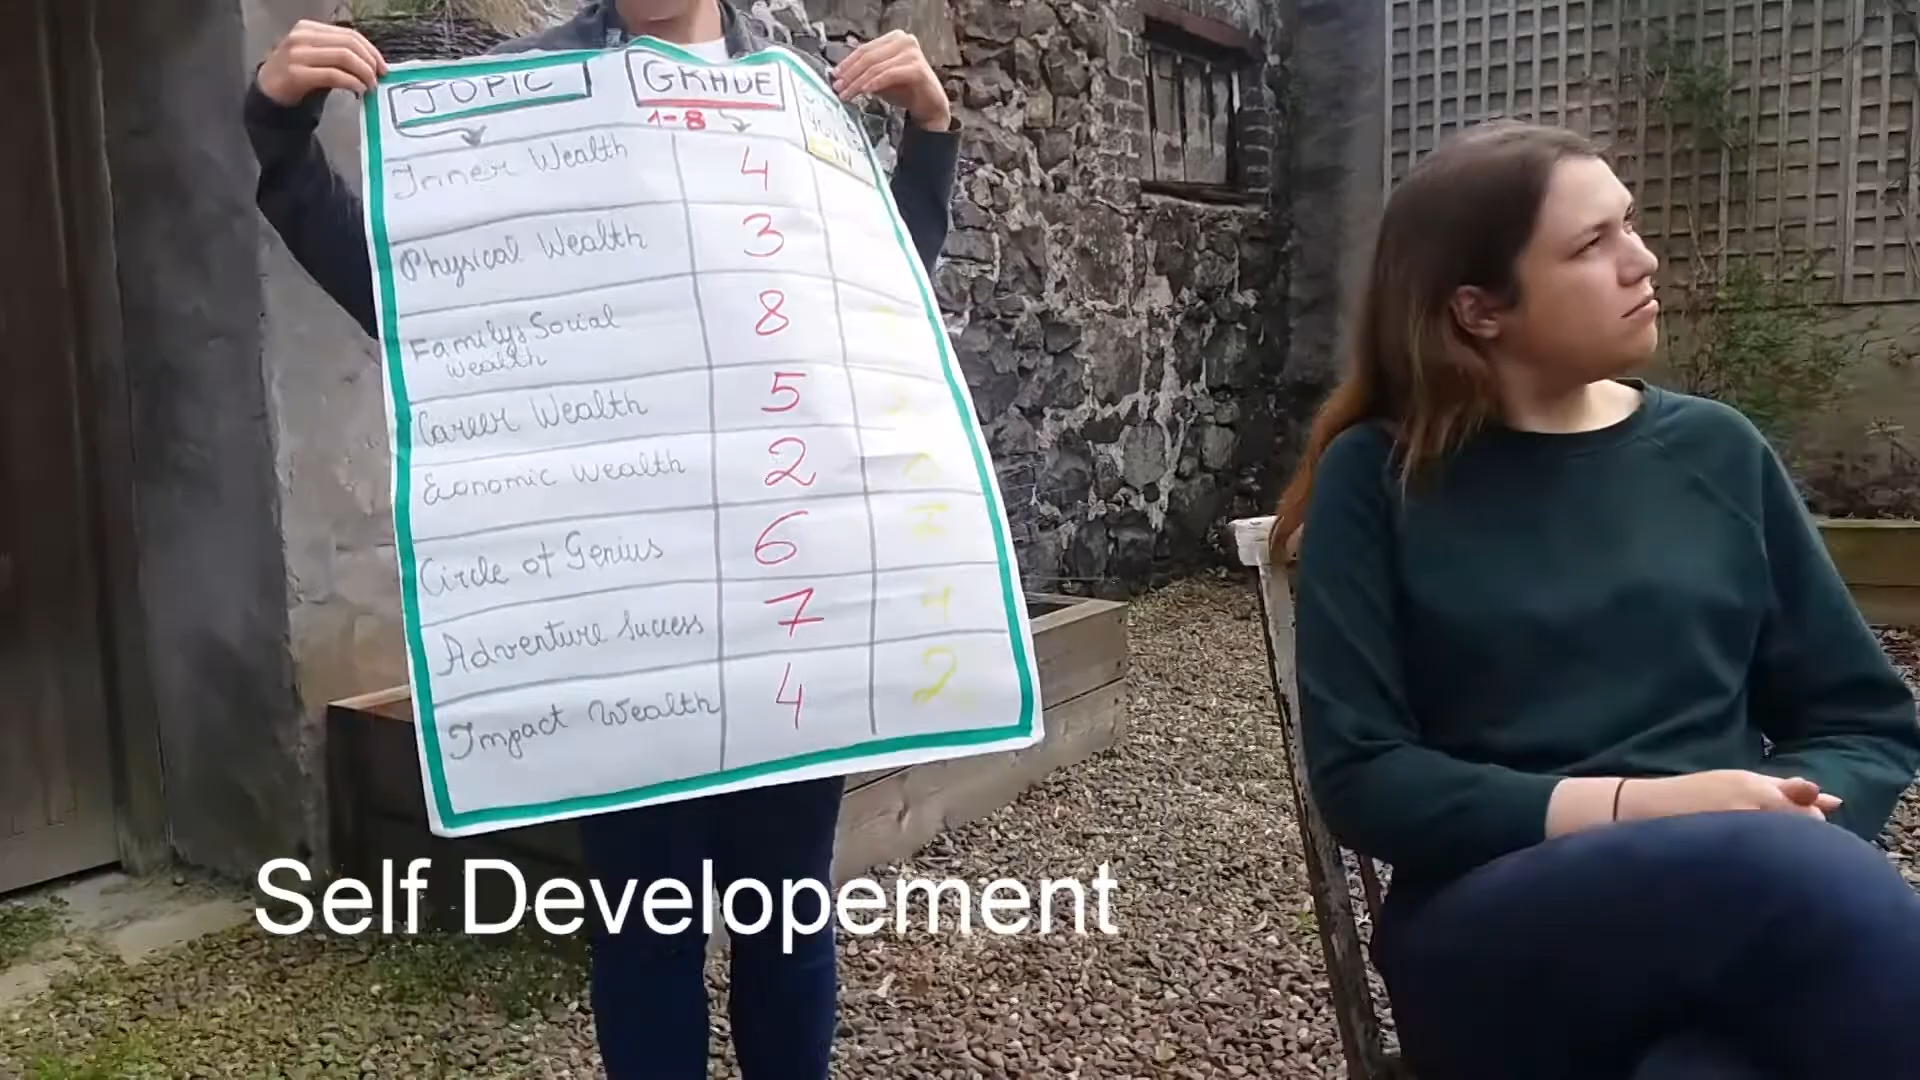 TOPIC GRADE
1-8
Inner Wealth 4
Physical Wealth 3
Family & Social 8
Wealth
Career Wealth 5
Economic Wealth 2
Circle of Genius 6
Adventure Success 7 4
Impact Wealth 4 2
Self Developement